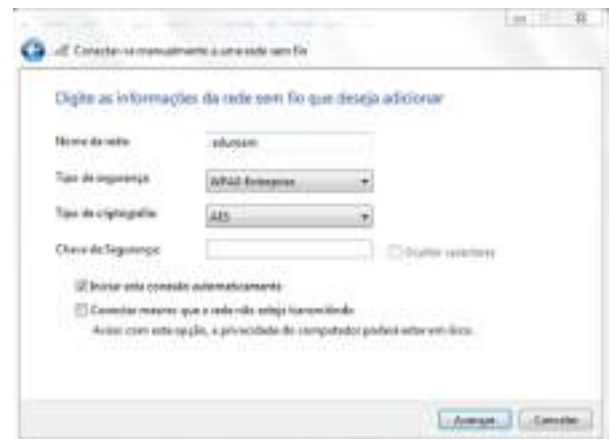 Conectar-se manualmente a uma rede sem fio
Digite as informações da rede sem fio que deseja adicionar
Nome da rede: eduroam
Tipo de segurança: WPA2-Enterprise
Tipo de criptografia: AES
Chave de Segurança: Ocultar caracteres
Iniciar esta conexão automaticamente
Conectar mesmo que a rede não esteja transmitindo
Aviso: com esta opção, a privacidade do computador poderá estar em risco.
Avançar Cancelar